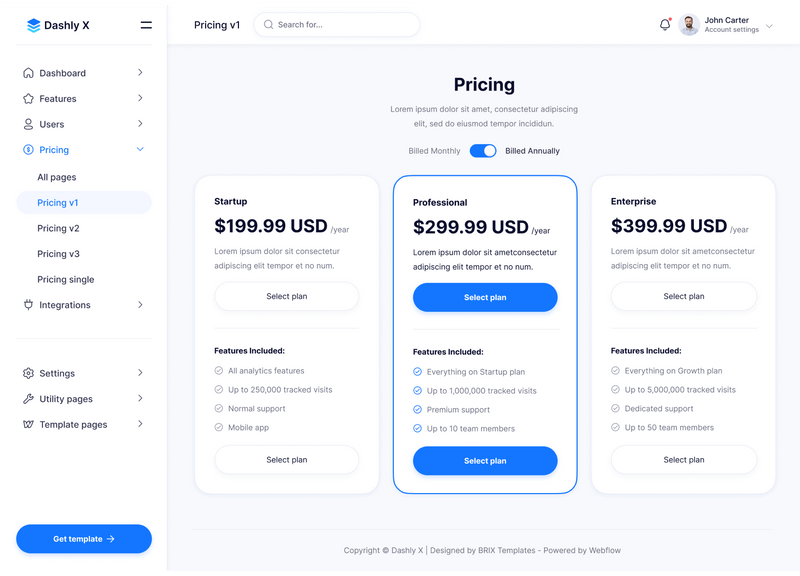 Dashly X
Dashboard
Features
Users
Pricing
All pages
Pricing v1
Pricing v2
Pricing v3
Pricing single
Integrations
Settings
Utility pages
Template pages
Get template
Pricing v1
Search for...
John Carter
Account settings
Pricing
Lorem ipsum dolor sit amet, consectetur adipiscing
elit, sed do eiusmod tempor incididun.
Billed Monthly
Billed Annually
Startup
$199.99 USD /year
Lorem ipsum dolor sit consectetur
adipiscing elit tempor et no num.
Select plan
Features Included:
All analytics features
Up to 250,000 tracked visits
Normal support
Mobile app
Select plan
Professional
$299.99 USD /year
Lorem ipsum dolor sit ametconsectetur
adipiscing elit tempor et no num.
Select plan
Features Included:
Everything on Startup plan
Up to 1,000,000 tracked visits
Premium support
Up to 10 team members
Select plan
Enterprise
$399.99 USD /year
Lorem ipsum dolor sit ametconsectetur
adipiscing elit tempor et no num.
Select plan
Features Included:
Everything on Growth plan
Up to 5,000,000 tracked visits
Dedicated support
Up to 50 team members
Select plan
Copyright © Dashly X | Designed by BRIX Templates - Powered by Webflow